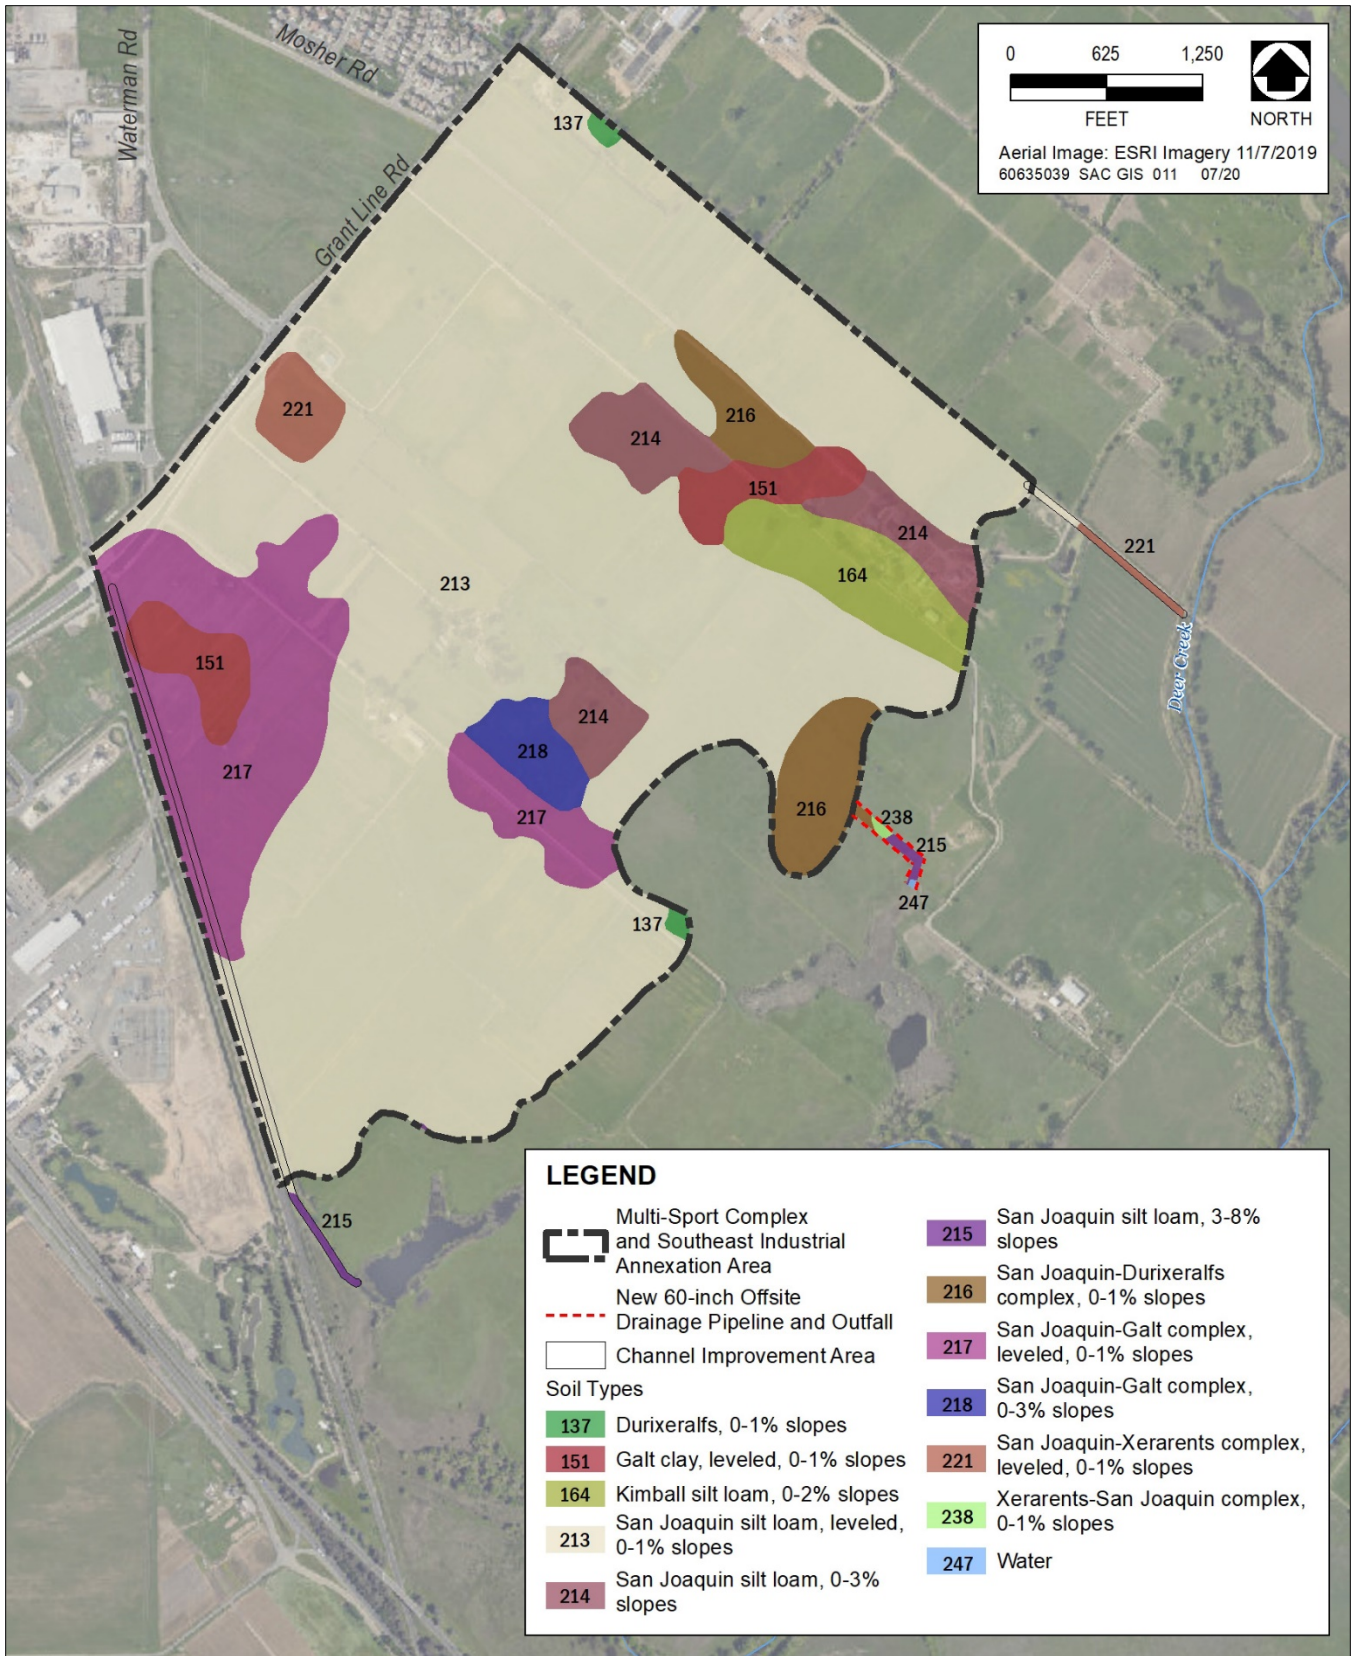 Waterman Rd
Mosher Rd
Grant Line Rd
0 625 1,250
FEET
NORTH
Aerial Image: ESRI Imagery 11/7/2019
60635039 SAC GIS 011 07/20
137
221
216
214
151
214
164
221
213
151
217
214
218
217
216
238
215
247
137
215
Deer Creek
LEGEND
Multi-Sport Complex
and Southeast Industrial
Annexation Area
New 60-inch Offsite
Drainage Pipeline and Outfall
Channel Improvement Area
Soil Types
137 Durixeralfs, 0-1% slopes
151 Galt clay, leveled, 0-1% slopes
164 Kimball silt loam, 0-2% slopes
213 San Joaquin silt loam, leveled,
0-1% slopes
214 San Joaquin silt loam, 0-3%
slopes
215 San Joaquin silt loam, 3-8%
slopes
216 San Joaquin-Durixeralfs
complex, 0-1% slopes
217 San Joaquin-Galt complex,
leveled, 0-1% slopes
218 San Joaquin-Galt complex,
0-3% slopes
221 San Joaquin-Xerarents complex,
leveled, 0-1% slopes
238 Xerarents-San Joaquin complex,
0-1% slopes
247 Water